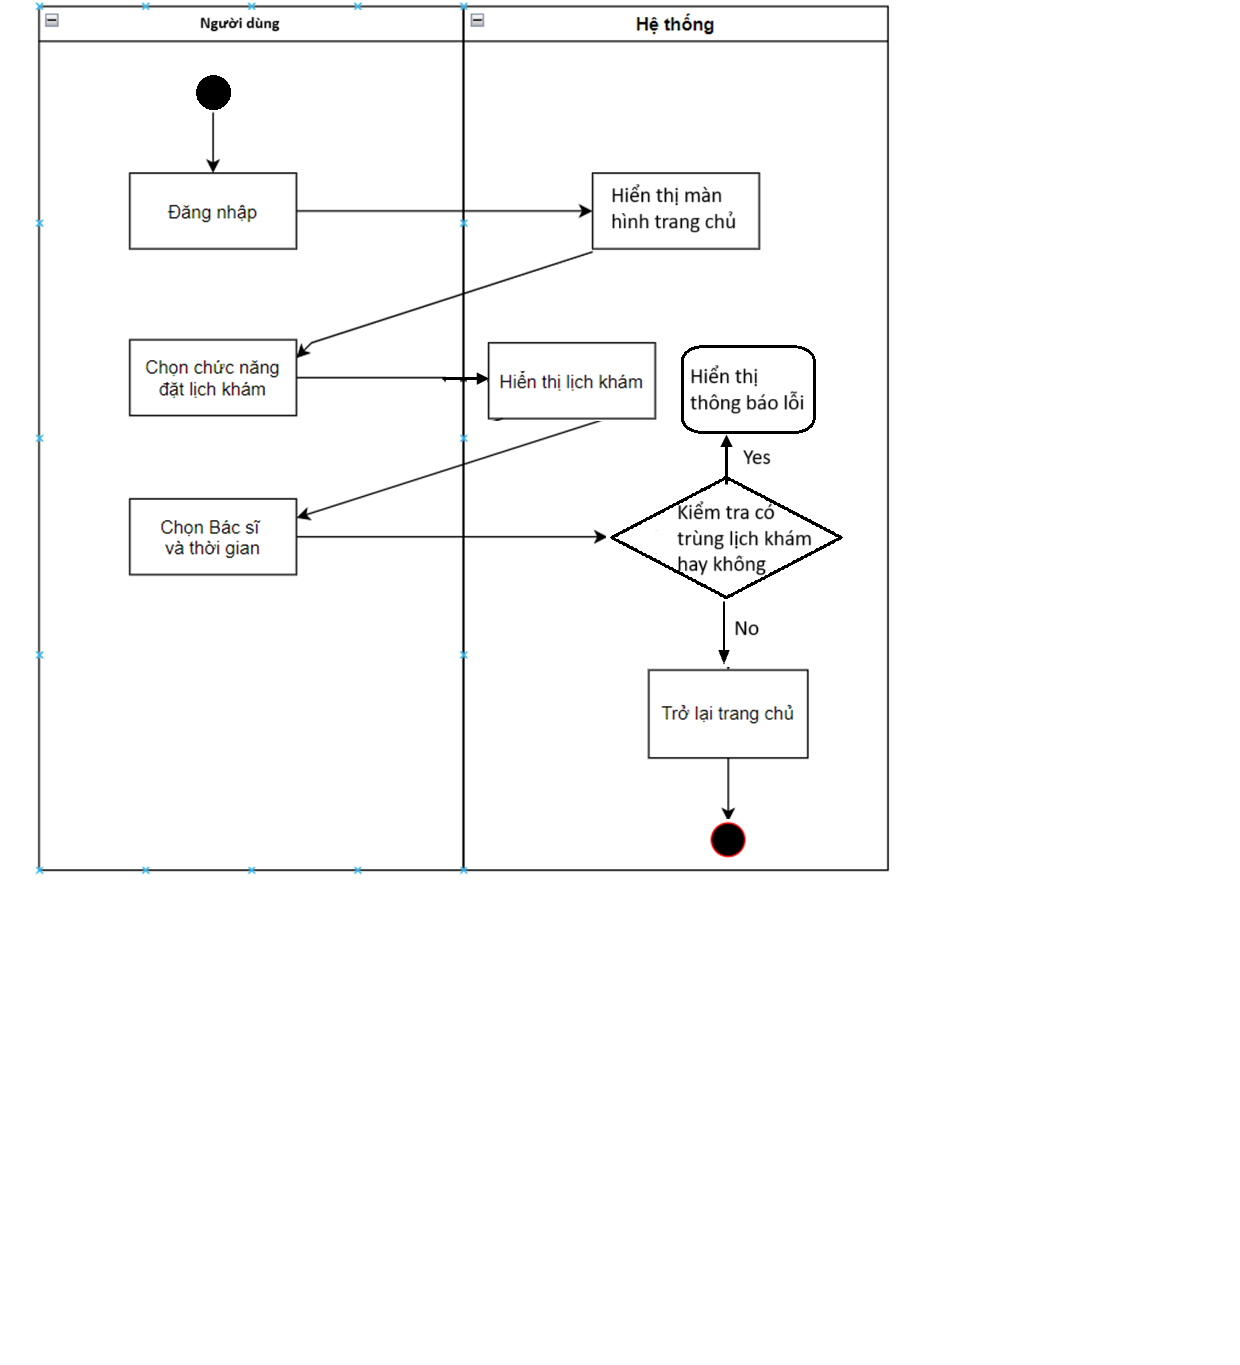 Người dùng
Hệ thống
Đăng nhập
Hiển thị màn
hình trang chủ
Chọn chức năng
đặt lịch khám
Hiển thị lịch khám
Hiển thị
thông báo lỗi
Yes
Chọn Bác sĩ
và thời gian
Kiểm tra có
trùng lịch khám
hay không
No
Trở lại trang chủ